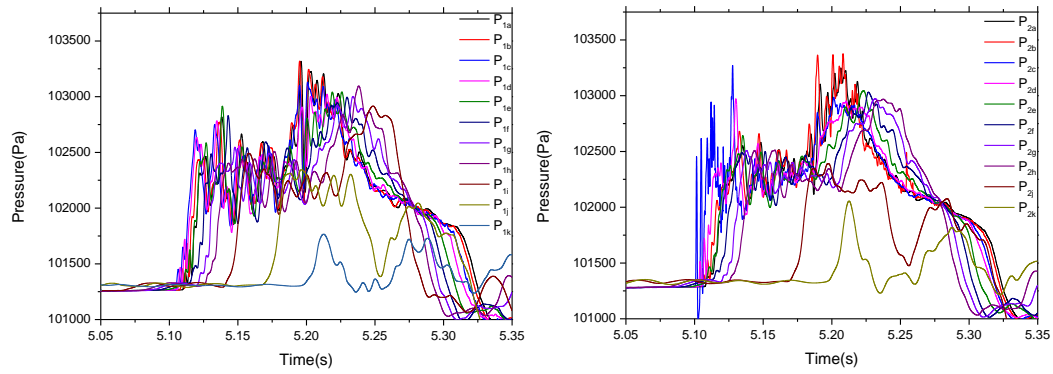 103500
103000
102500
102000
101500
101000
Pressure(Pa)
5.05 5.10 5.15 5.20 5.25 5.30 5.35
Time(s)
P1a
P1b
P1c
P1d
P1e
P1f
P1g
P1h
P1i
P1j
P1k
103500
103000
102500
102000
101500
101000
Pressure(Pa)
5.05 5.10 5.15 5.20 5.25 5.30 5.35
Time(s)
P2a
P2b
P2c
P2d
P2e
P2f
P2g
P2h
P2j
P2k